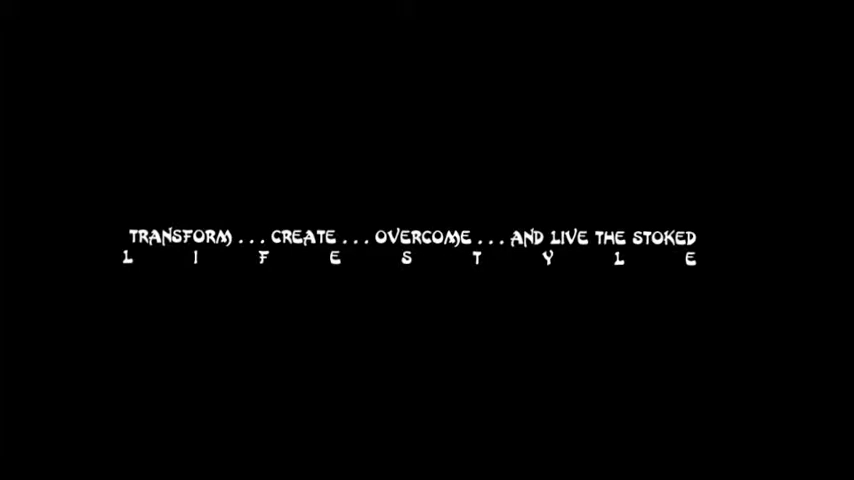 TRANSFORM...CREATE...OVERCOME...AND LIVE THE STOKED
L I F E S T Y L E